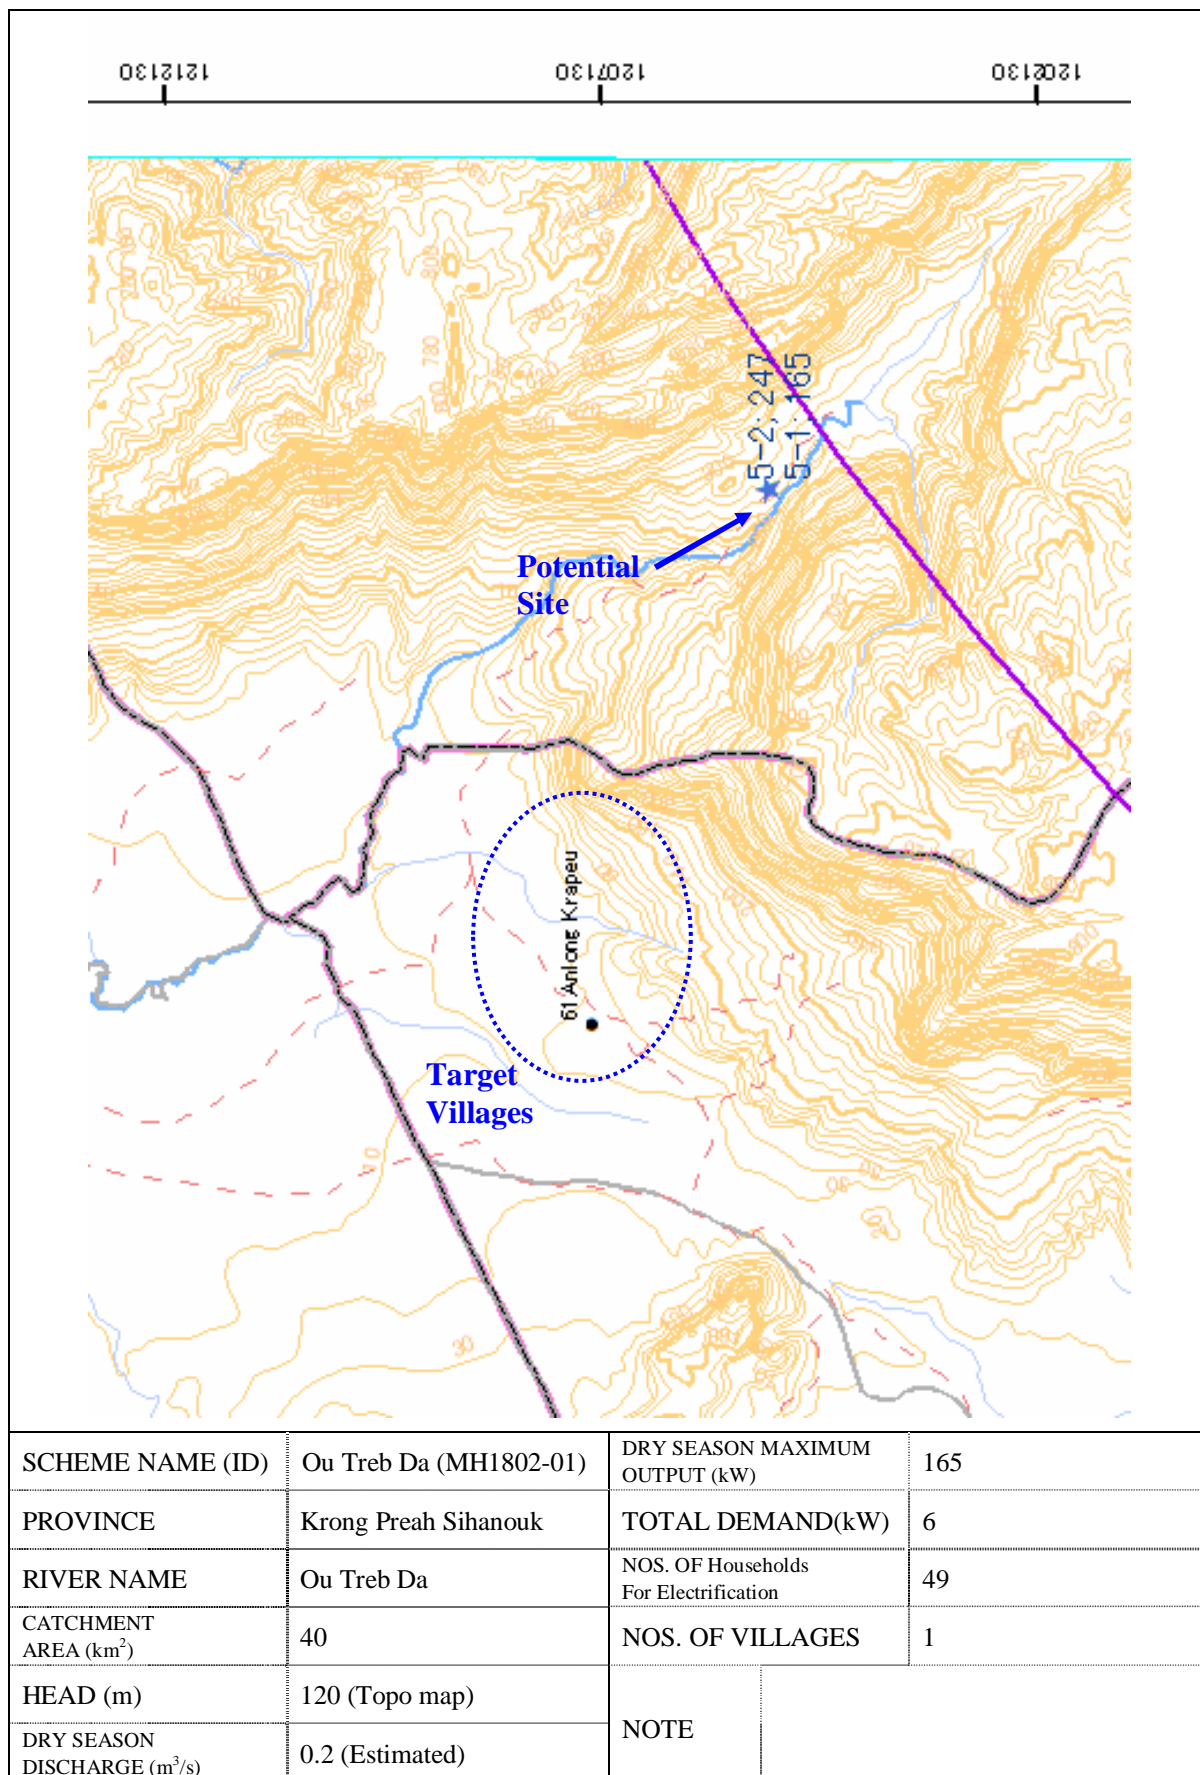 1212130
1207130
1202130
5-2; 247
5-1; 165
Potential
Site
61 Anlong Krapeu
Target
Villages
10
30
780
SCHEME NAME (ID)
Ou Treb Da (MH1802-01)
DRY SEASON MAXIMUM
OUTPUT (kW)
165
PROVINCE
Krong Preah Sihanouk
TOTAL DEMAND(kW)
6
RIVER NAME
Ou Treb Da
NOS. OF Households
For Electrification
49
CATCHMENT
AREA (km²)
40
NOS. OF VILLAGES
1
HEAD (m)
120 (Topo map)
NOTE
DRY SEASON
DISCHARGE (m³/s)
0.2 (Estimated)